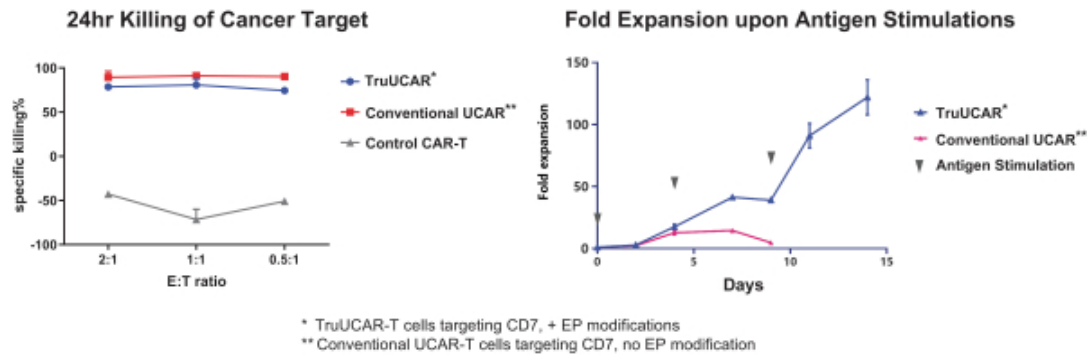 24hr Killing of Cancer Target
100
50
0
-50
-100
specific killing%
2:1
1:1
0.5:1
E:T ratio
TruUCAR*
Conventional UCAR**
Control CAR-T
Fold Expansion upon Antigen Stimulations
150
100
50
0
Fold expansion
0
5
10
15
Days
TruUCAR*
Conventional UCAR**
Antigen Stimulation
* TruUCAR-T cells targeting CD7, + EP modifications
** Conventional UCAR-T cells targeting CD7, no EP modification